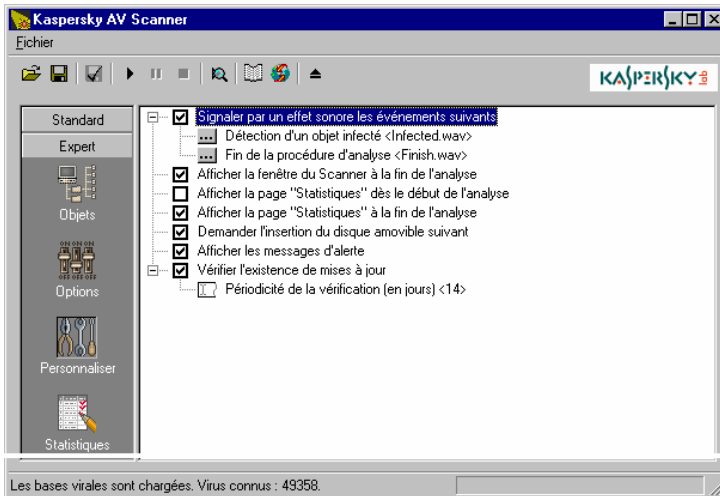 Kaspersky AV Scanner
Fichier
KASPERSKY lab
Standard
Expert
Objets
Options
Personnaliser
Statistiques
Signaler par un effet sonore les événements suivants
Détection d'un objet infecté <Infected.wav>
Fin de la procédure d'analyse <Finish.wav>
Afficher la fenêtre du Scanner à la fin de l'analyse
Afficher la page "Statistiques" dès le début de l'analyse
Afficher la page "Statistiques" à la fin de l'analyse
Demander l'insertion du disque amovible suivant
Afficher les messages d'alerte
Vérifier l'existence de mises à jour
Périodicité de la vérification (en jours) <14>
Les bases virales sont chargées. Virus connus : 49358.